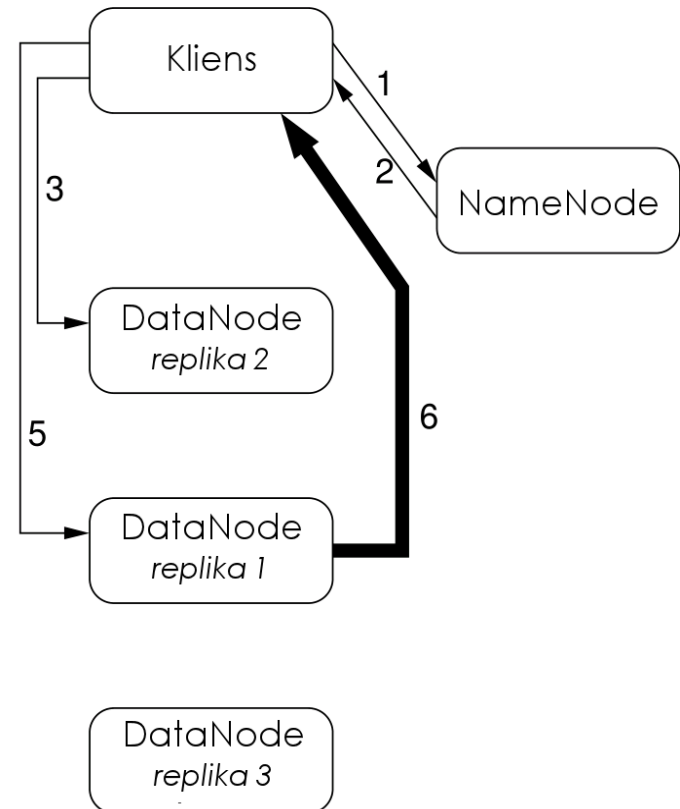 Kliens
1
2
3
NameNode
DataNode
replika 2
5
6
DataNode
replika 1
DataNode
replika 3